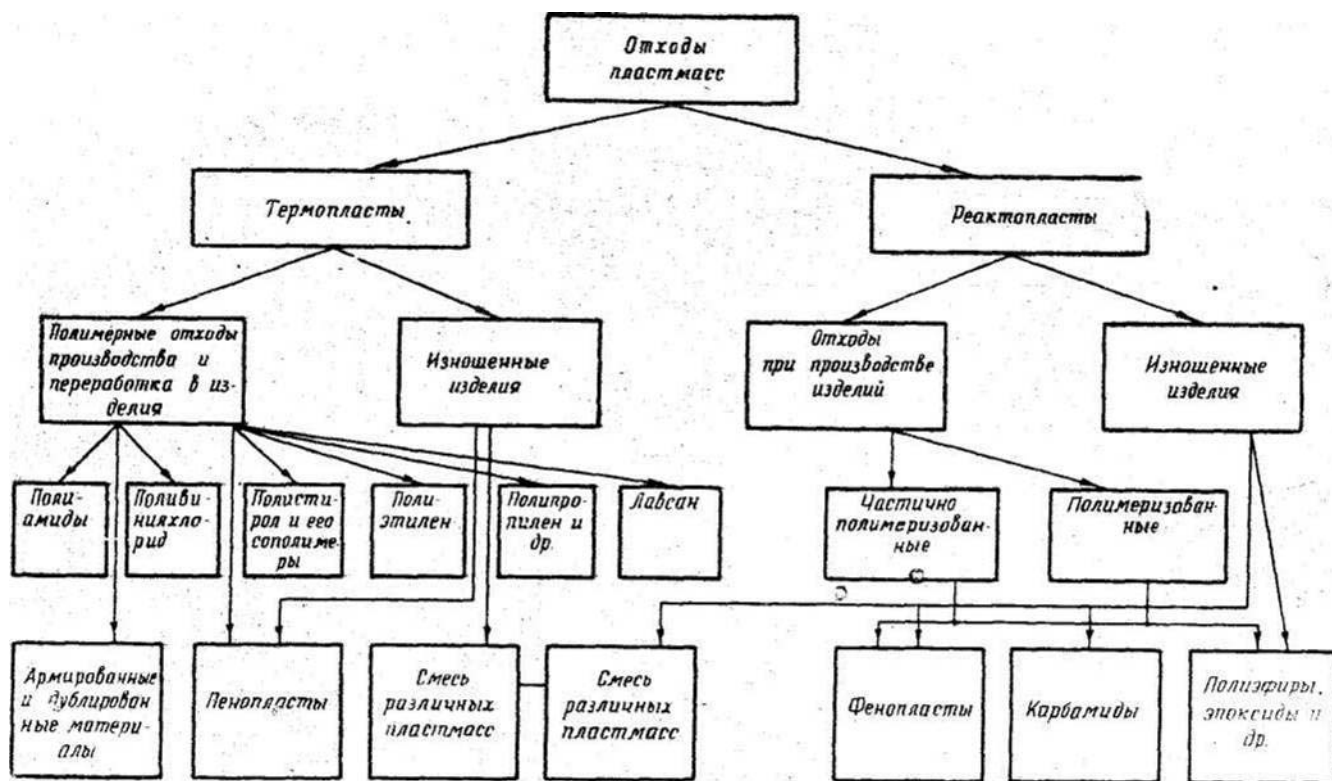 Отходы
пластмасс
Термопласты
Реактопласты
Полимерные отходы
производства и
переработка в из-
делия
Изношенные
изделия
Отходы
при производстве
изделий
Изношенные
изделия
Поли-
амиды
Поливи-
нияхло-
рид
Полисти-
рол и его
сополиме-
ры
Поли-
этилен
Полипро-
пилен и
др.
Лавсан
Частично
полимеризован-
ные
Полимеризован-
ные
Армированные
и дублирован
ные матери-
алы
Пенопласты
Смесь
различных
пластмасс
Смесь
различных
пластмасс
Фенопласты
Карбамиды
Полиэфиры,
эпоксиды и
др.